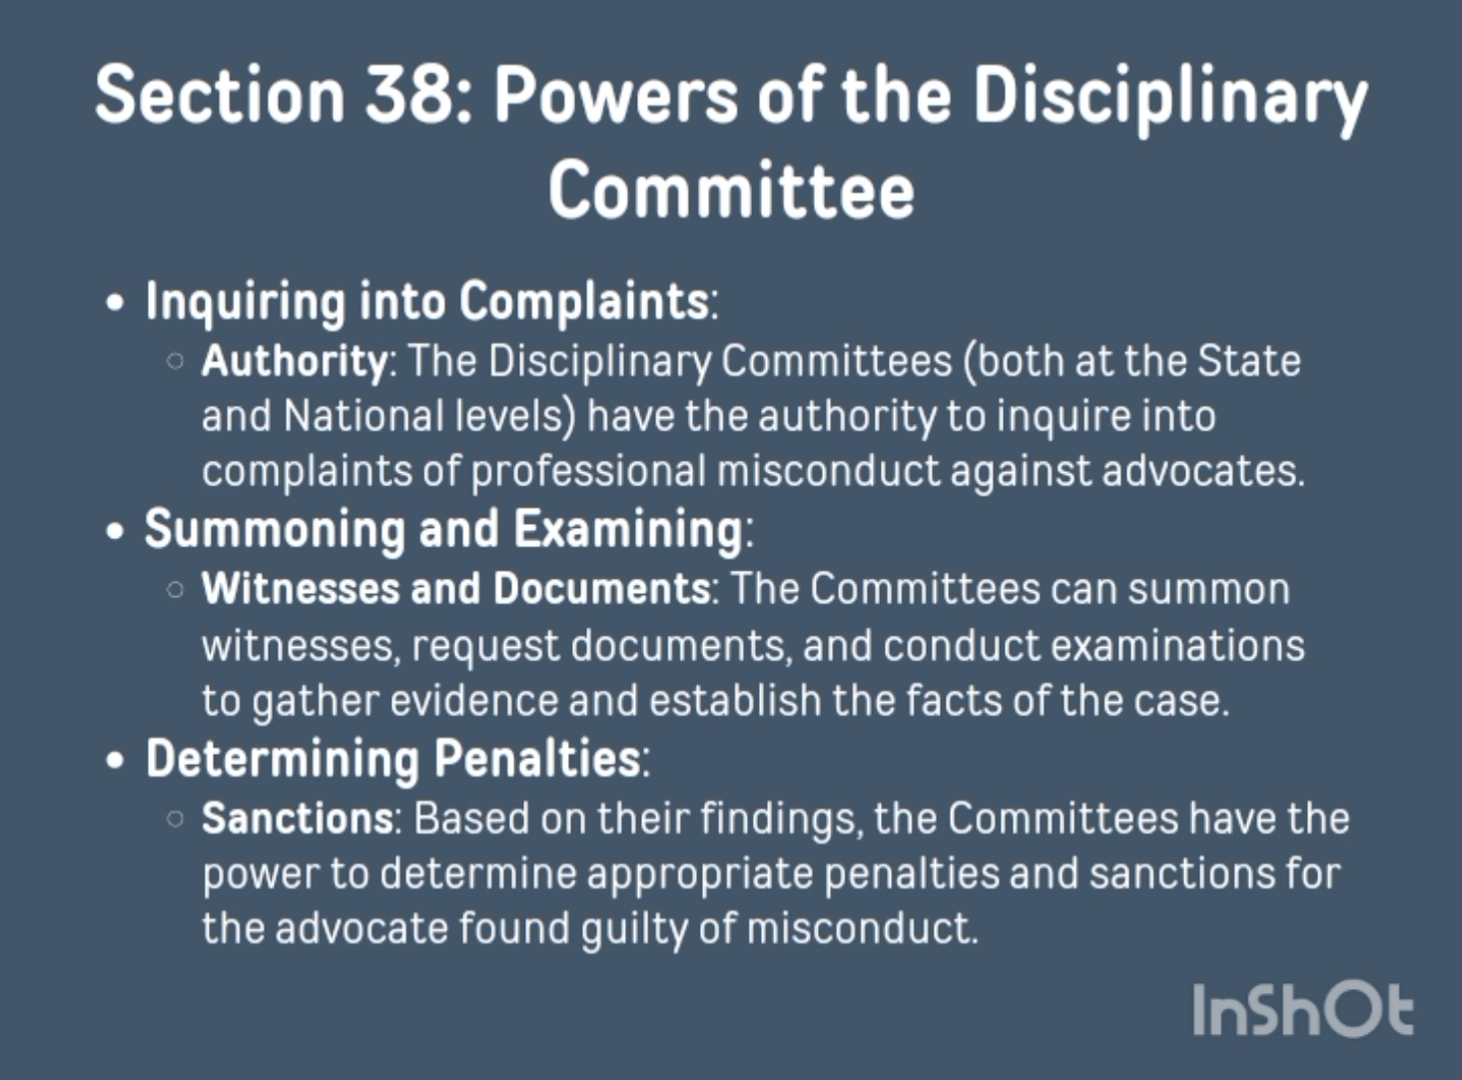 Section 38: Powers of the Disciplinary
Committee
• Inquiring into Complaints:
○ Authority: The Disciplinary Committees (both at the State
and National levels) have the authority to inquire into
complaints of professional misconduct against advocates.
• Summoning and Examining:
○ Witnesses and Documents: The Committees can summon
witnesses, request documents, and conduct examinations
to gather evidence and establish the facts of the case.
• Determining Penalties:
○ Sanctions: Based on their findings, the Committees have the
power to determine appropriate penalties and sanctions for
the advocate found guilty of misconduct.
InShOt